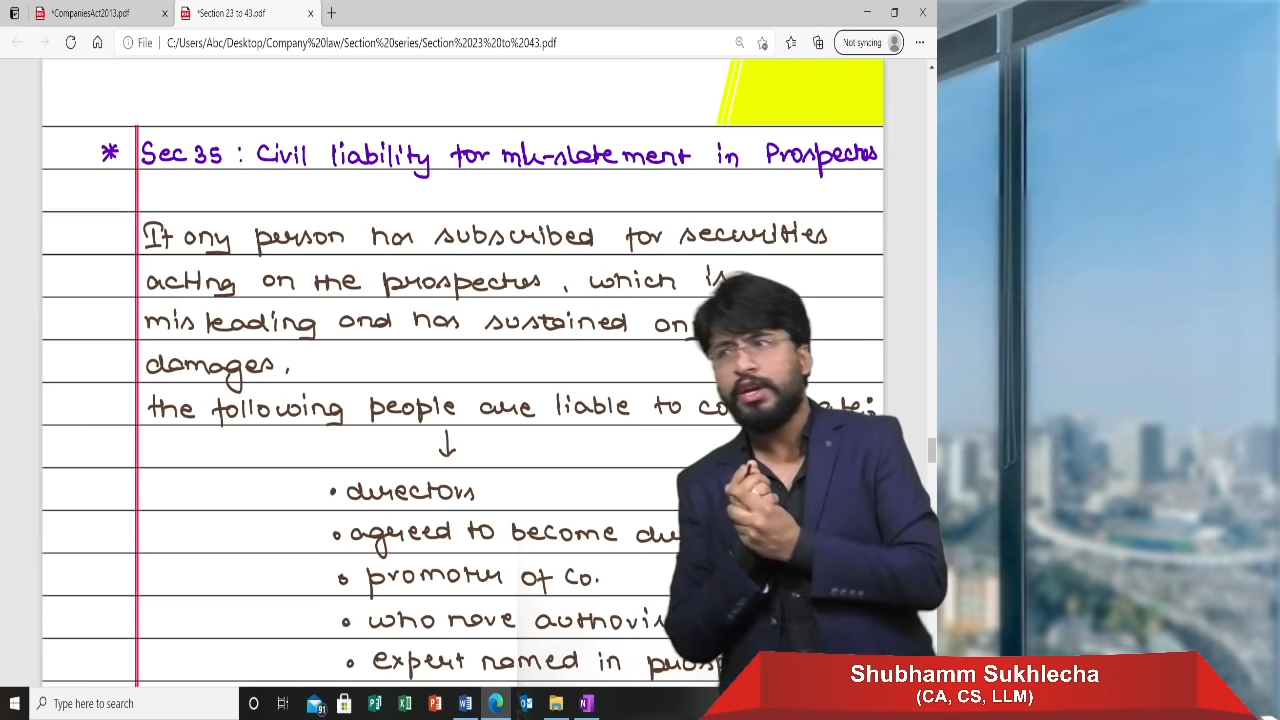 *CompaniesAct2013.pdf
*Section 23 to 43.pdf
File
C:/Users/Abc/Desktop/Company%20law/Section%20series/Section%2023%20to%2043.pdf
Not syncing
* Sec 35 : Civil liability for mis-statement in Prospectus
If any person has subscribed for securities
acting on the prospectus, which is
misleading and has sustained
damages.
the following people are liable to
• directors
• agreed to become
• promoter of Co.
• who have
• expert named in
Type here to search
91
Shubhamm Sukhlecha
(CA, CS, LLM)